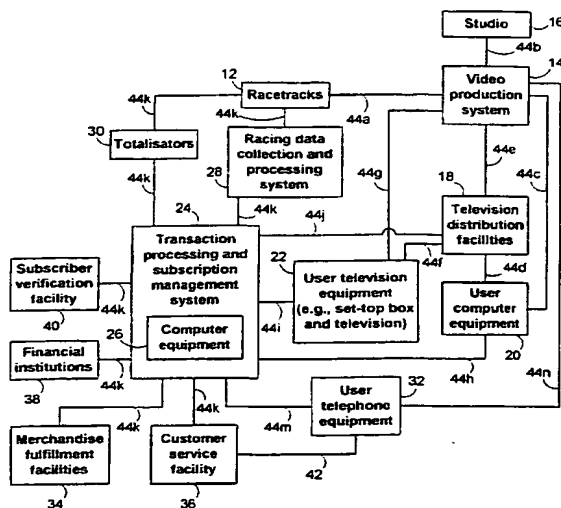 Studio
16
44b
14
12
Video
production
system
44k
Racetracks
44k
44a
30
Totalisators
Racing data
collection and
processing
system
28
44g
44e
44c
18
44k
24
44k
44j
Television
distribution
facilities
Transaction
processing and
subscription
management
system
22
44f
Subscriber
verification
facility
44k
40
User television
equipment
(e.g., set-top box
and television)
44i
44d
User
computer
equipment
20
26
Computer
equipment
Financial
institutions
44k
38
44h
44n
32
44k
44k
44m
User
telephone
equipment
Merchandise
fulfillment
facilities
34
Customer
service
facility
36
42